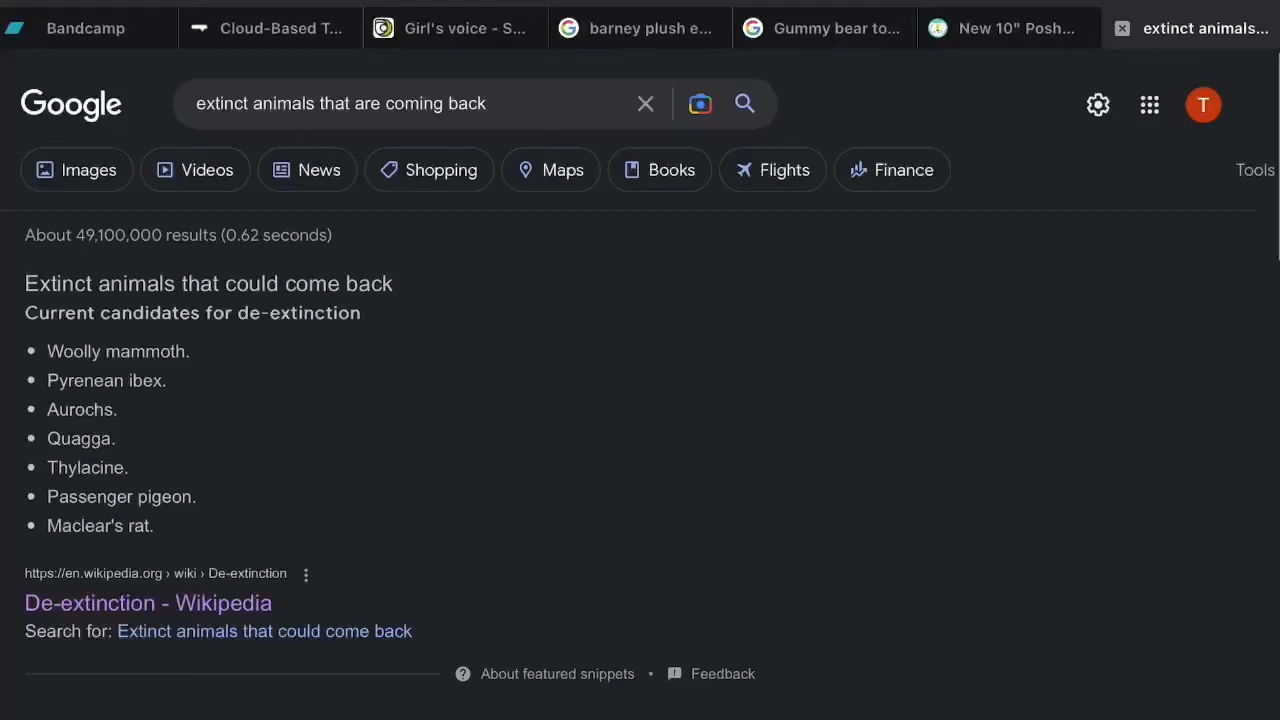 Bandcamp
Cloud-Based T...
Girl's voice - S...
barney plush e...
Gummy bear to...
New 10" Posh...
extinct animals...
Google
extinct animals that are coming back
T
Images
Videos
News
Shopping
Maps
Books
Flights
Finance
Tools
About 49,100,000 results (0.62 seconds)
Extinct animals that could come back
Current candidates for de-extinction
• Woolly mammoth.
• Pyrenean ibex.
• Aurochs.
• Quagga.
• Thylacine.
• Passenger pigeon.
• Maclear's rat.
https://en.wikipedia.org › wiki › De-extinction
De-extinction - Wikipedia
Search for: Extinct animals that could come back
About featured snippets • Feedback